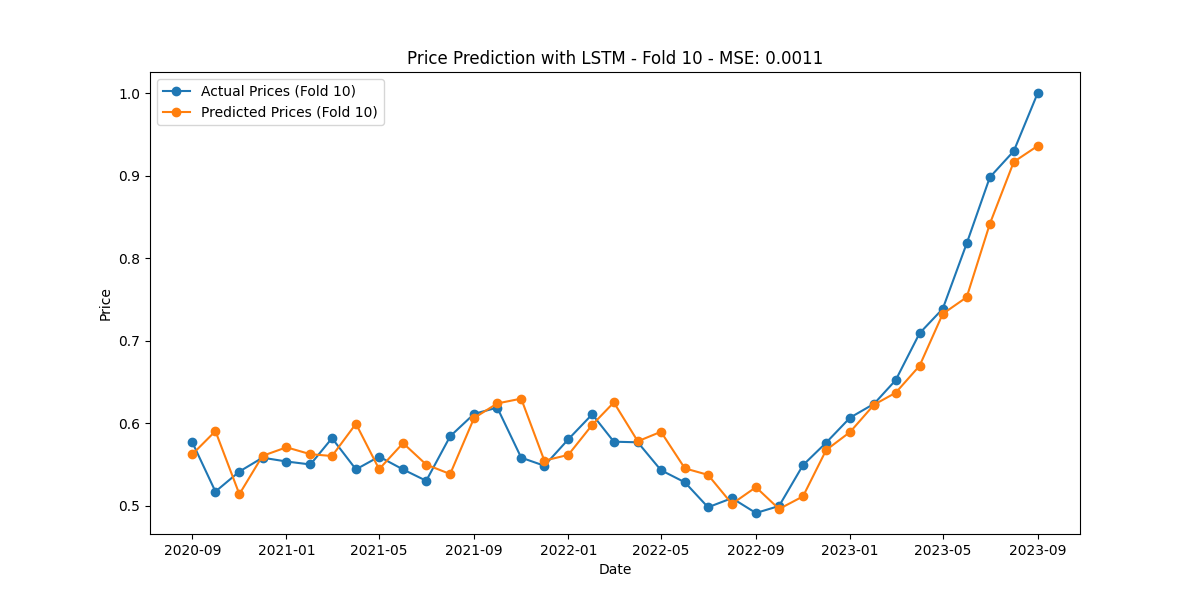 Price Prediction with LSTM - Fold 10 - MSE: 0.0011
Actual Prices (Fold 10)
Predicted Prices (Fold 10)
1.0
0.9
0.8
0.7
0.6
0.5
Price
2020-09 2021-01 2021-05 2021-09 2022-01 2022-05 2022-09 2023-01 2023-05 2023-09
Date